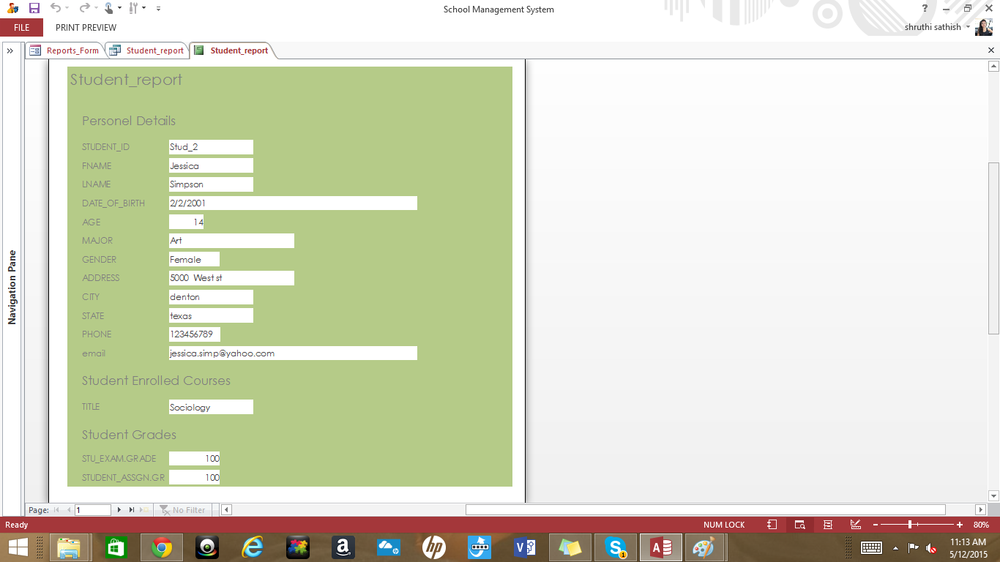 School Management System
?
FILE PRINT PREVIEW shruthi sathish
Reports_Form Student_report Student_report
Navigation Pane
Student_report
Personel Details
STUDENT_ID Stud_2
FNAME Jessica
LNAME Simpson
DATE_OF_BIRTH 2/2/2001
AGE 14
MAJOR Art
GENDER Female
ADDRESS 5000 West st
CITY denton
STATE texas
PHONE 123456789
email jessica.simp@yahoo.com
Student Enrolled Courses
TITLE Sociology
Student Grades
STU_EXAM.GRADE 100
STUDENT_ASSGN.GR 100
Page: 1 No Filter
Ready NUM LOCK 80%
a hp V S 1 A
11:13 AM
5/12/2015